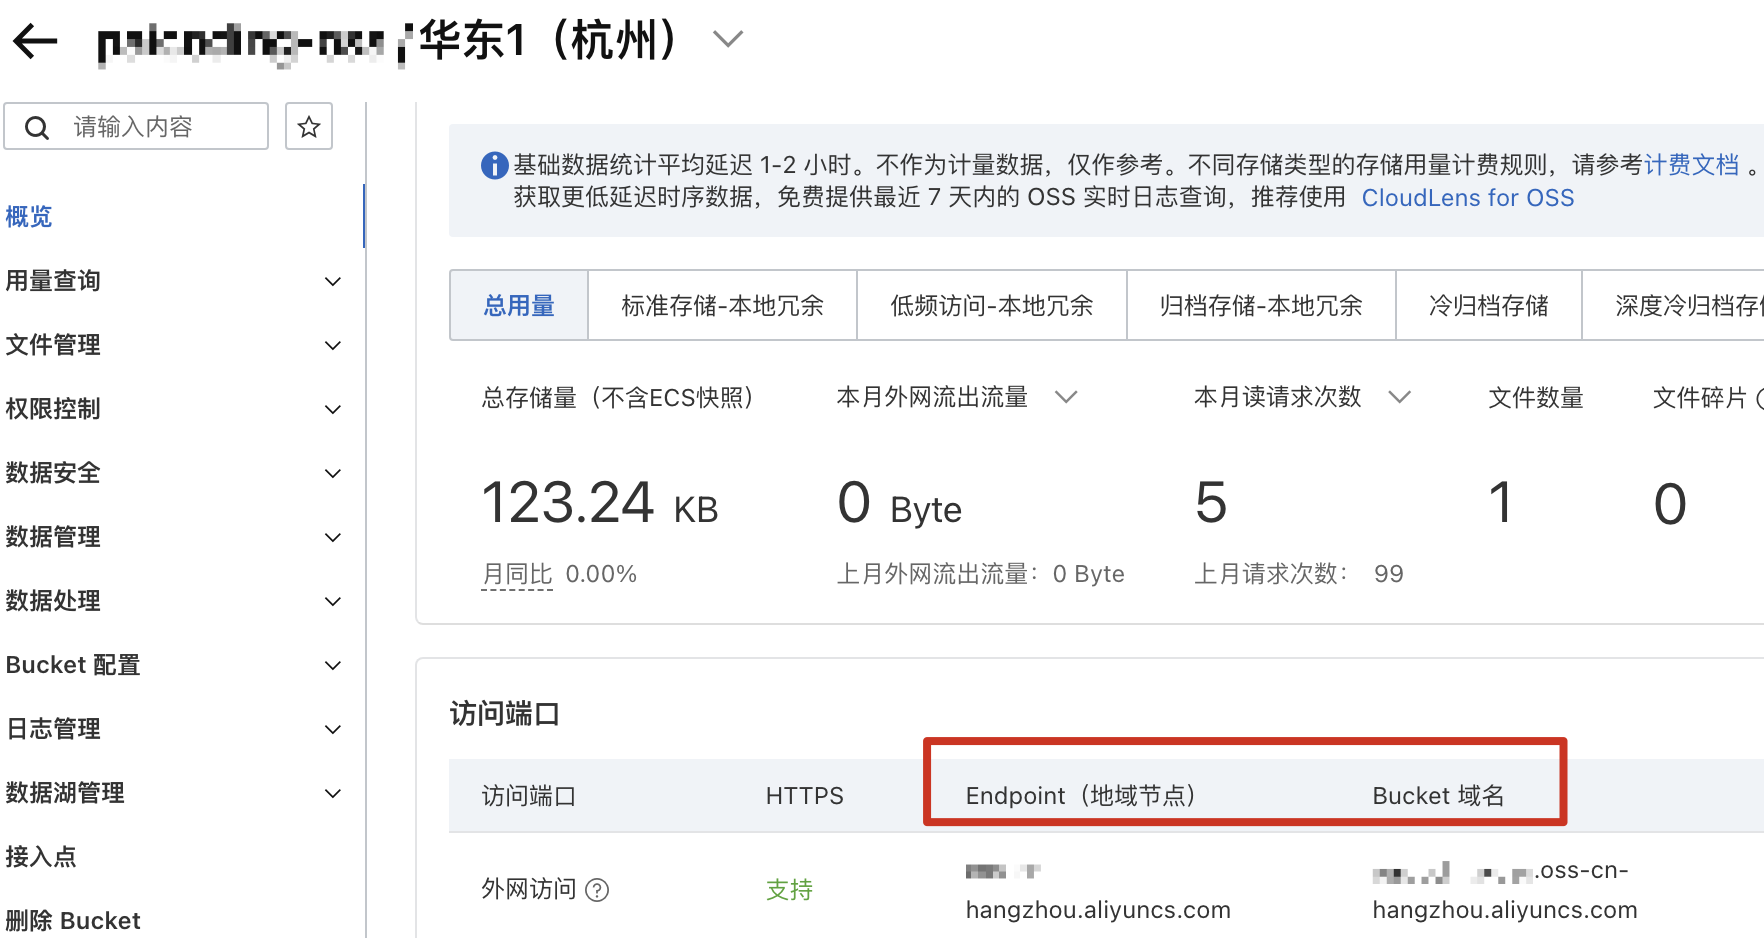 华东1（杭州）
请输入内容
概览
用量查询
文件管理
权限控制
数据安全
数据管理
数据处理
Bucket 配置
日志管理
数据湖管理
接入点
删除 Bucket
基础数据统计平均延迟 1-2 小时。不作为计量数据，仅作参考。不同存储类型的存储用量计费规则，请参考计费文档 。
获取更低延迟时序数据，免费提供最近 7 天内的 OSS 实时日志查询，推荐使用 CloudLens for OSS
总用量 标准存储-本地冗余 低频访问-本地冗余 归档存储-本地冗余 冷归档存储 深度冷归档存
总存储量（不含ECS快照） 本月外网流出流量 本月读请求次数 文件数量 文件碎片
123.24 KB 0 Byte 5 1 0
月同比 0.00% 上月外网流出流量：0 Byte 上月请求次数： 99
访问端口
访问端口 HTTPS Endpoint（地域节点） Bucket 域名
外网访问 支持 .oss-cn-
hangzhou.aliyuncs.com hangzhou.aliyuncs.com